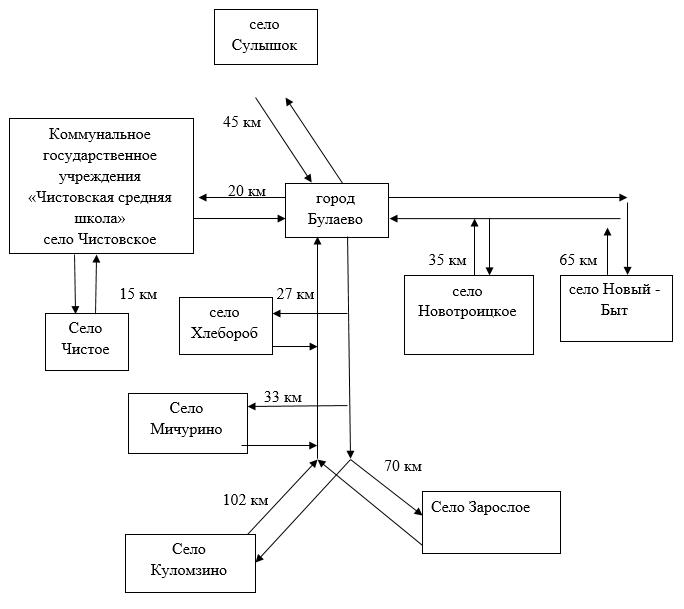 село
Сулышок
45 км
Коммунальное
государственное
учреждения
«Чистовская средняя
школа»
село Чистовское
20 км
город
Булаево
15 км
Село
Чистое
село
Хлебороб
27 км
35 км
село
Новотроицкое
65 км
село Новый -
Быт
33 км
Село
Мичурино
70 км
102 км
Село Зарослое
Село
Куломзино